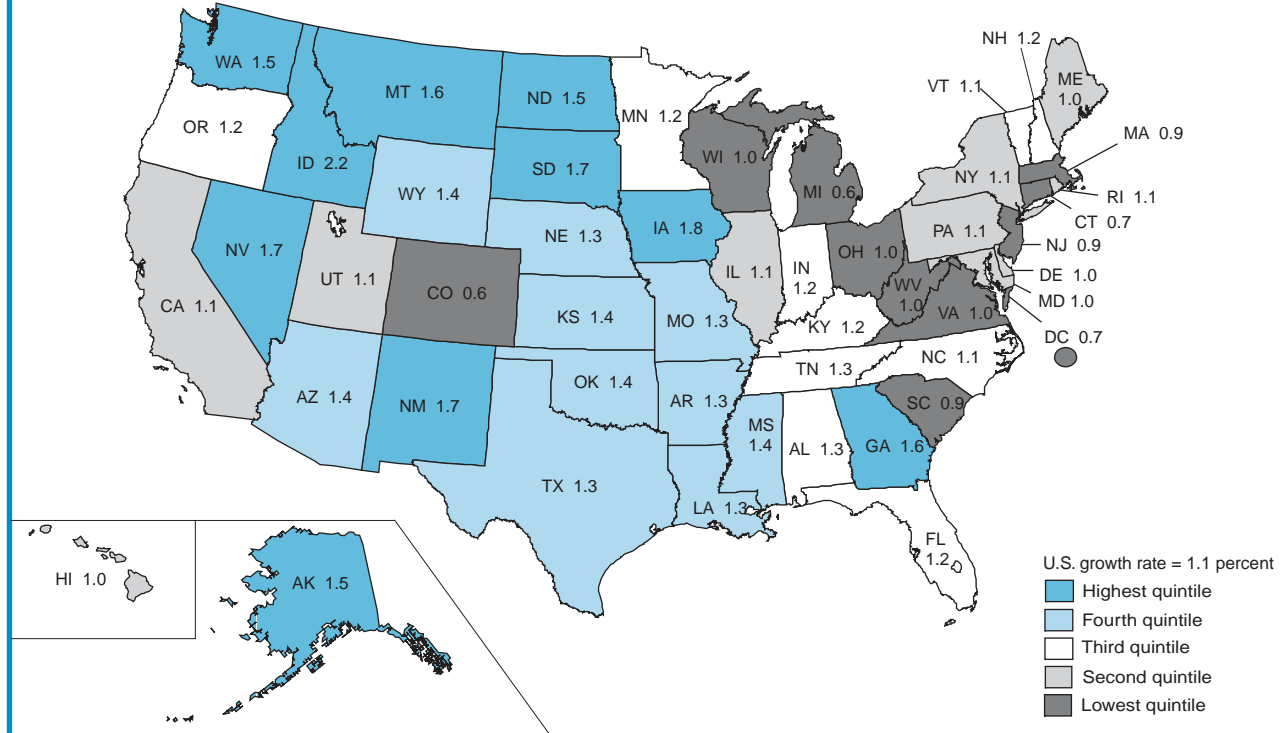 WA 1.5
MT 1.6
ND 1.5
MN 1.2
OR 1.2
ID 2.2
WY 1.4
SD 1.7
WI 1.0
MI 0.6
NH 1.2
VT 1.1
ME
1.0
MA 0.9
NY 1.1
RI 1.1
CT 0.7
PA 1.1
NJ 0.9
DE 1.0
MD 1.0
DC 0.7
NV 1.7
UT 1.1
CO 0.6
NE 1.3
IA 1.8
IL 1.1
IN
1.2
OH 1.0
WV
1.0
VA 1.0
CA 1.1
KS 1.4
MO 1.3
KY 1.2
AZ 1.4
NM 1.7
OK 1.4
AR 1.3
TN 1.3
NC 1.1
SC 0.9
MS
1.4
AL 1.3
GA 1.6
TX 1.3
LA 1.3
FL
1.2
HI 1.0
AK 1.5
U.S. growth rate = 1.1 percent
Highest quintile
Fourth quintile
Third quintile
Second quintile
Lowest quintile